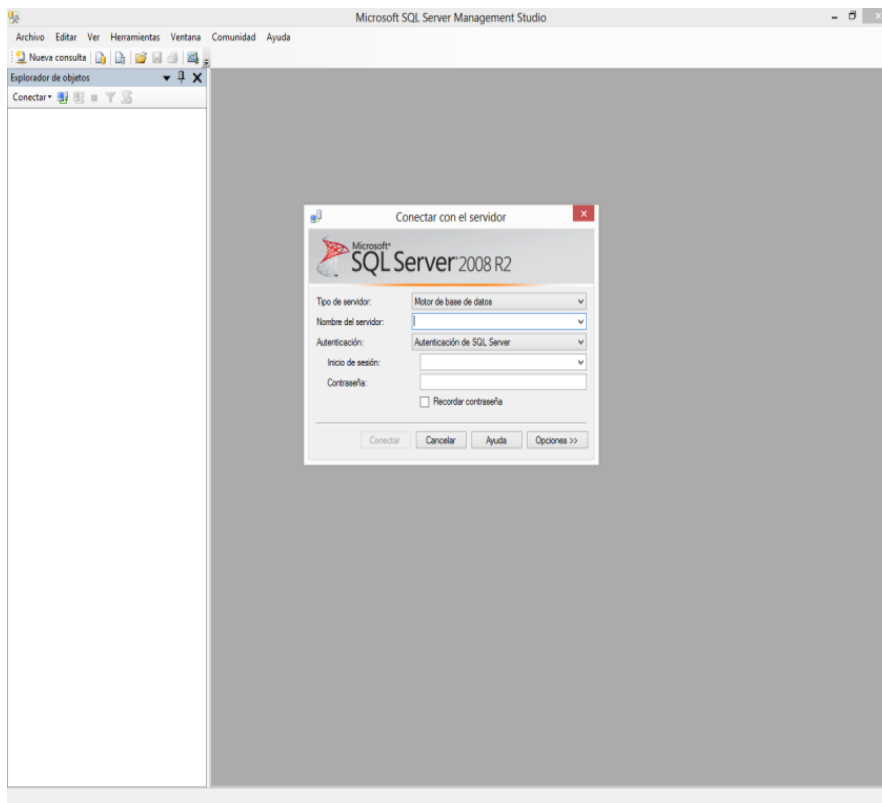 Microsoft SQL Server Management Studio
Archivo Editar Ver Herramientas Ventana Comunidad Ayuda
Nueva consulta
Explorador de objetos
Conectar
Conectar con el servidor
Microsoft
SQL Server 2008 R2
Tipo de servidor: Motor de base de datos
Nombre del servidor:
Autenticación: Autenticación de SQL Server
Inicio de sesión:
Contraseña:
Recordar contraseña
Conectar Cancelar Ayuda Opciones >>